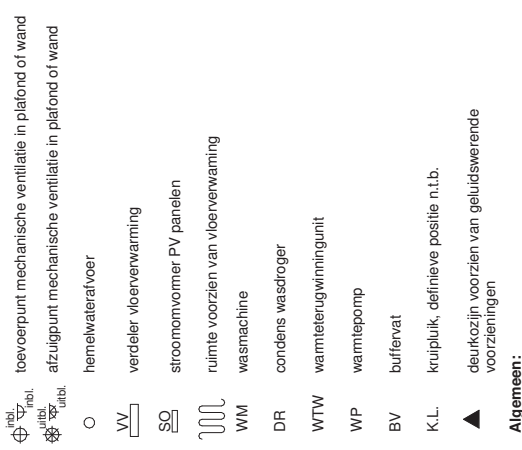 inbl. inbl. toevoerpunt mechanische ventilatie in plafond of wand
uitbl. uitbl. afzuigpunt mechanische ventilatie in plafond of wand
hemelwaterafvoer
VV verdeler vloerverwarming
SO stroomomvormer PV panelen
ruimte voorzien van vloerverwaming
WM wasmachine
DR condens wasdroger
WTW warmteterugwinningunit
WP warmtepomp
BV buffervat
K.L. kruipluik, definieve positie n.t.b.
deurkozijn voorzien van geluidswerende
voorzieningen
Algemeen: